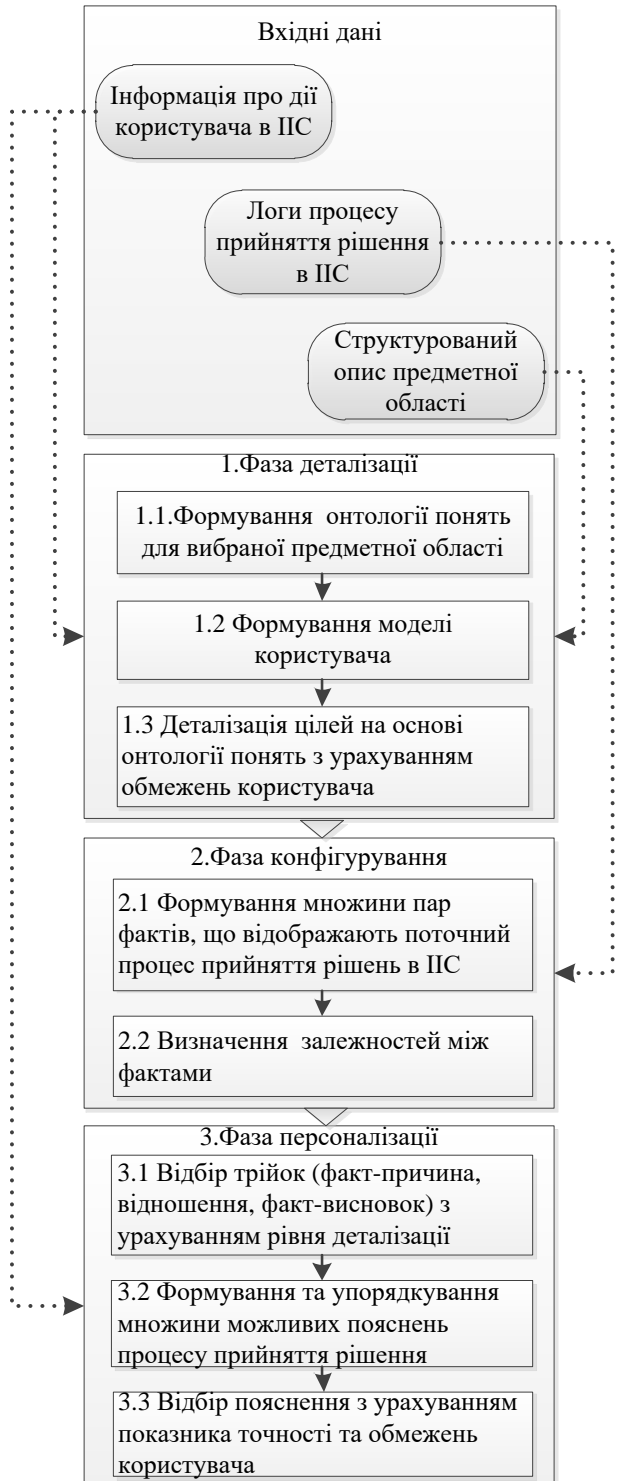 Вхідні дані
Інформація про дії
користувача в ІІС
Логи процесу
прийняття рішення
в ІІС
Структурований
опис предметної
області
1.Фаза деталізації
1.1.Формування онтології понять
для вибраної предметної області
1.2 Формування моделі
користувача
1.3 Деталізація цілей на основі
онтології понять з урахуванням
обмежень користувача
2.Фаза конфігурування
2.1 Формування множини пар
фактів, що відображають поточний
процес прийняття рішень в ІІС
2.2 Визначення залежностей між
фактами
3.Фаза персоналізації
3.1 Відбір трійок (факт-причина,
відношення, факт-висновок) з
урахуванням рівня деталізації
3.2 Формування та упорядкування
множини можливих пояснень
процесу прийняття рішення
3.3 Відбір пояснення з урахуванням
показника точності та обмежень
користувача